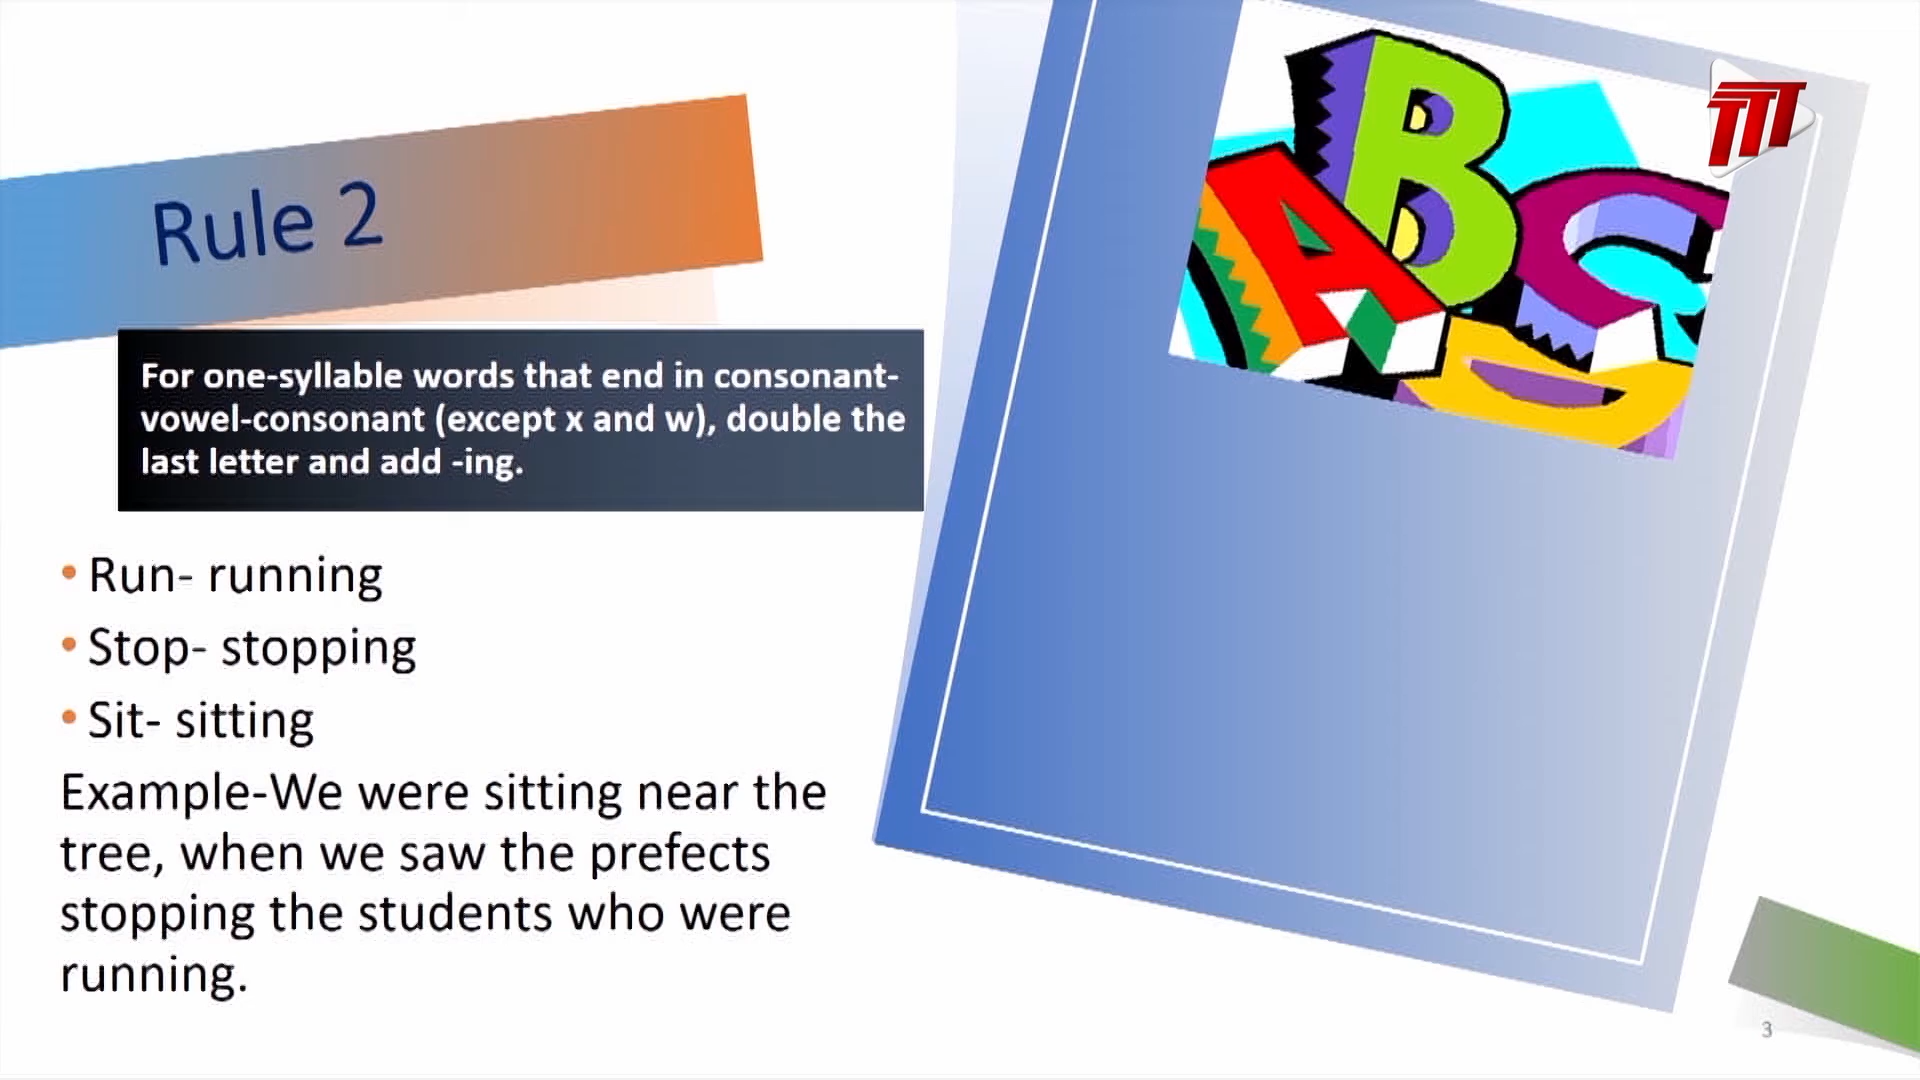 Rule 2
For one-syllable words that end in consonant-
vowel-consonant (except x and w), double the
last letter and add -ing.
• Run- running
• Stop- stopping
• Sit- sitting
Example-We were sitting near the
tree, when we saw the prefects
stopping the students who were
running.
ABC
TTT
3